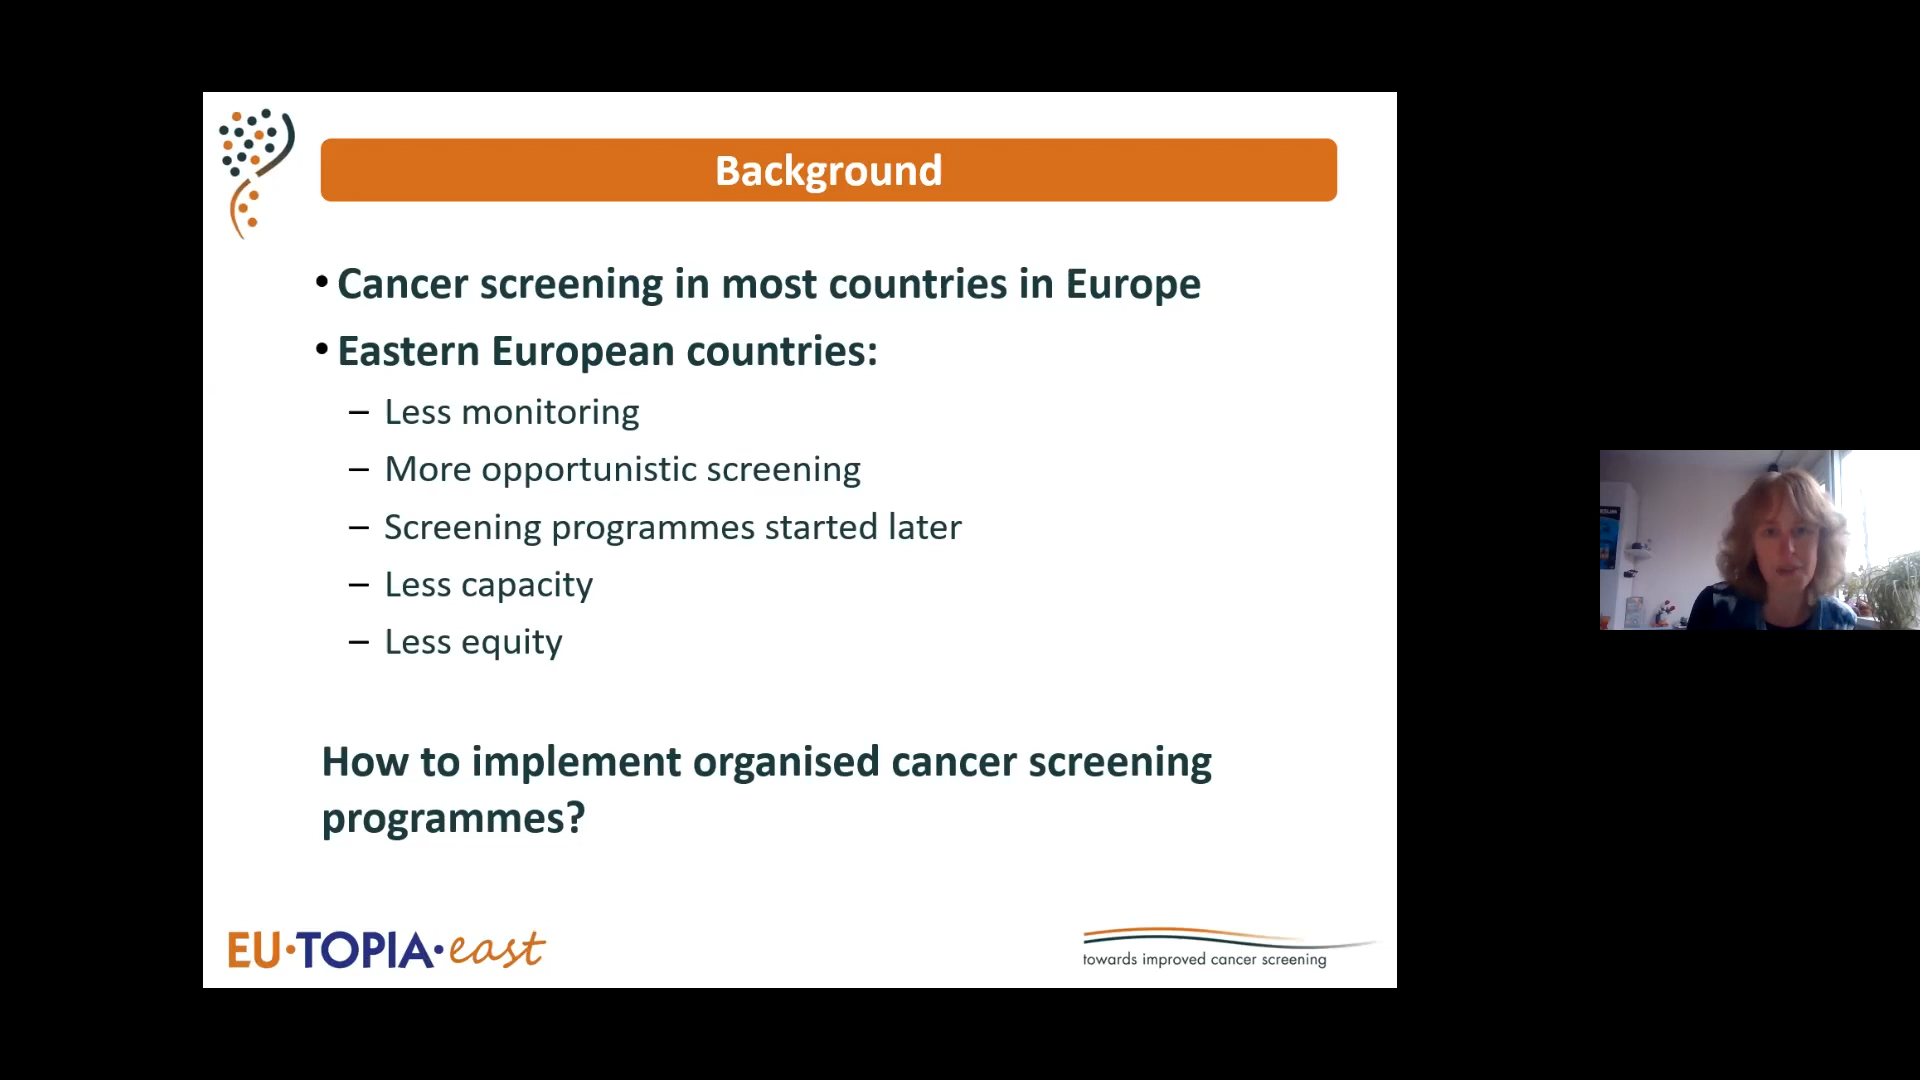 Background
• Cancer screening in most countries in Europe
• Eastern European countries:
– Less monitoring
– More opportunistic screening
– Screening programmes started later
– Less capacity
– Less equity
How to implement organised cancer screening
programmes?
EU·TOPIA·east
towards improved cancer screening